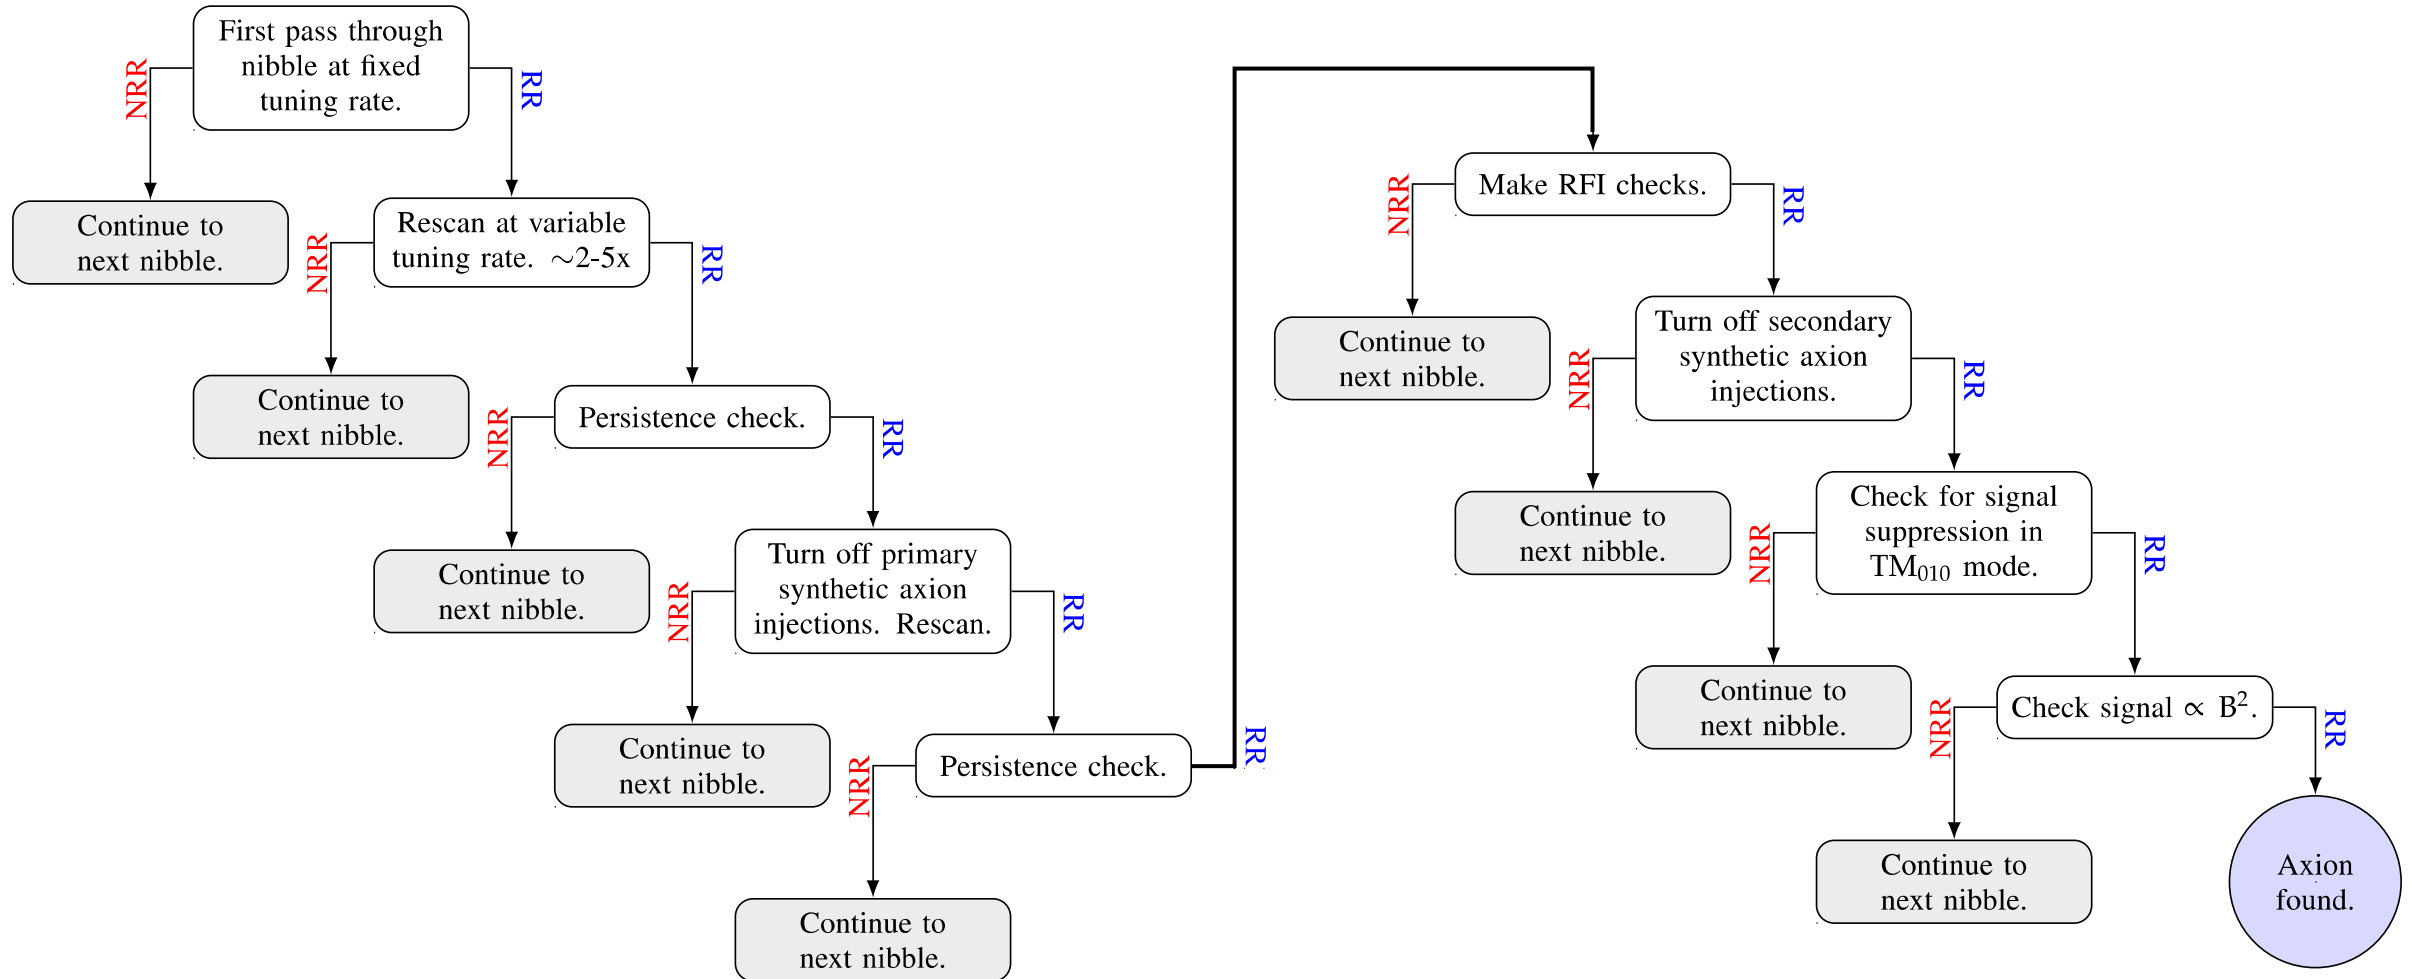 First pass through
nibble at fixed
tuning rate.
NRR
RR
Continue to
next nibble.
Rescan at variable
tuning rate. ∼2-5x
NRR
RR
Continue to
next nibble.
Persistence check.
NRR
RR
Continue to
next nibble.
Turn off primary
synthetic axion
injections. Rescan.
NRR
RR
Continue to
next nibble.
Persistence check.
NRR
RR
Continue to
next nibble.
Make RFI checks.
NRR
RR
Continue to
next nibble.
Turn off secondary
synthetic axion
injections.
NRR
RR
Continue to
next nibble.
Check for signal
suppression in
TM₀₁₀ mode.
NRR
RR
Continue to
next nibble.
Check signal ∝ B².
NRR
RR
Continue to
next nibble.
Axion
found.